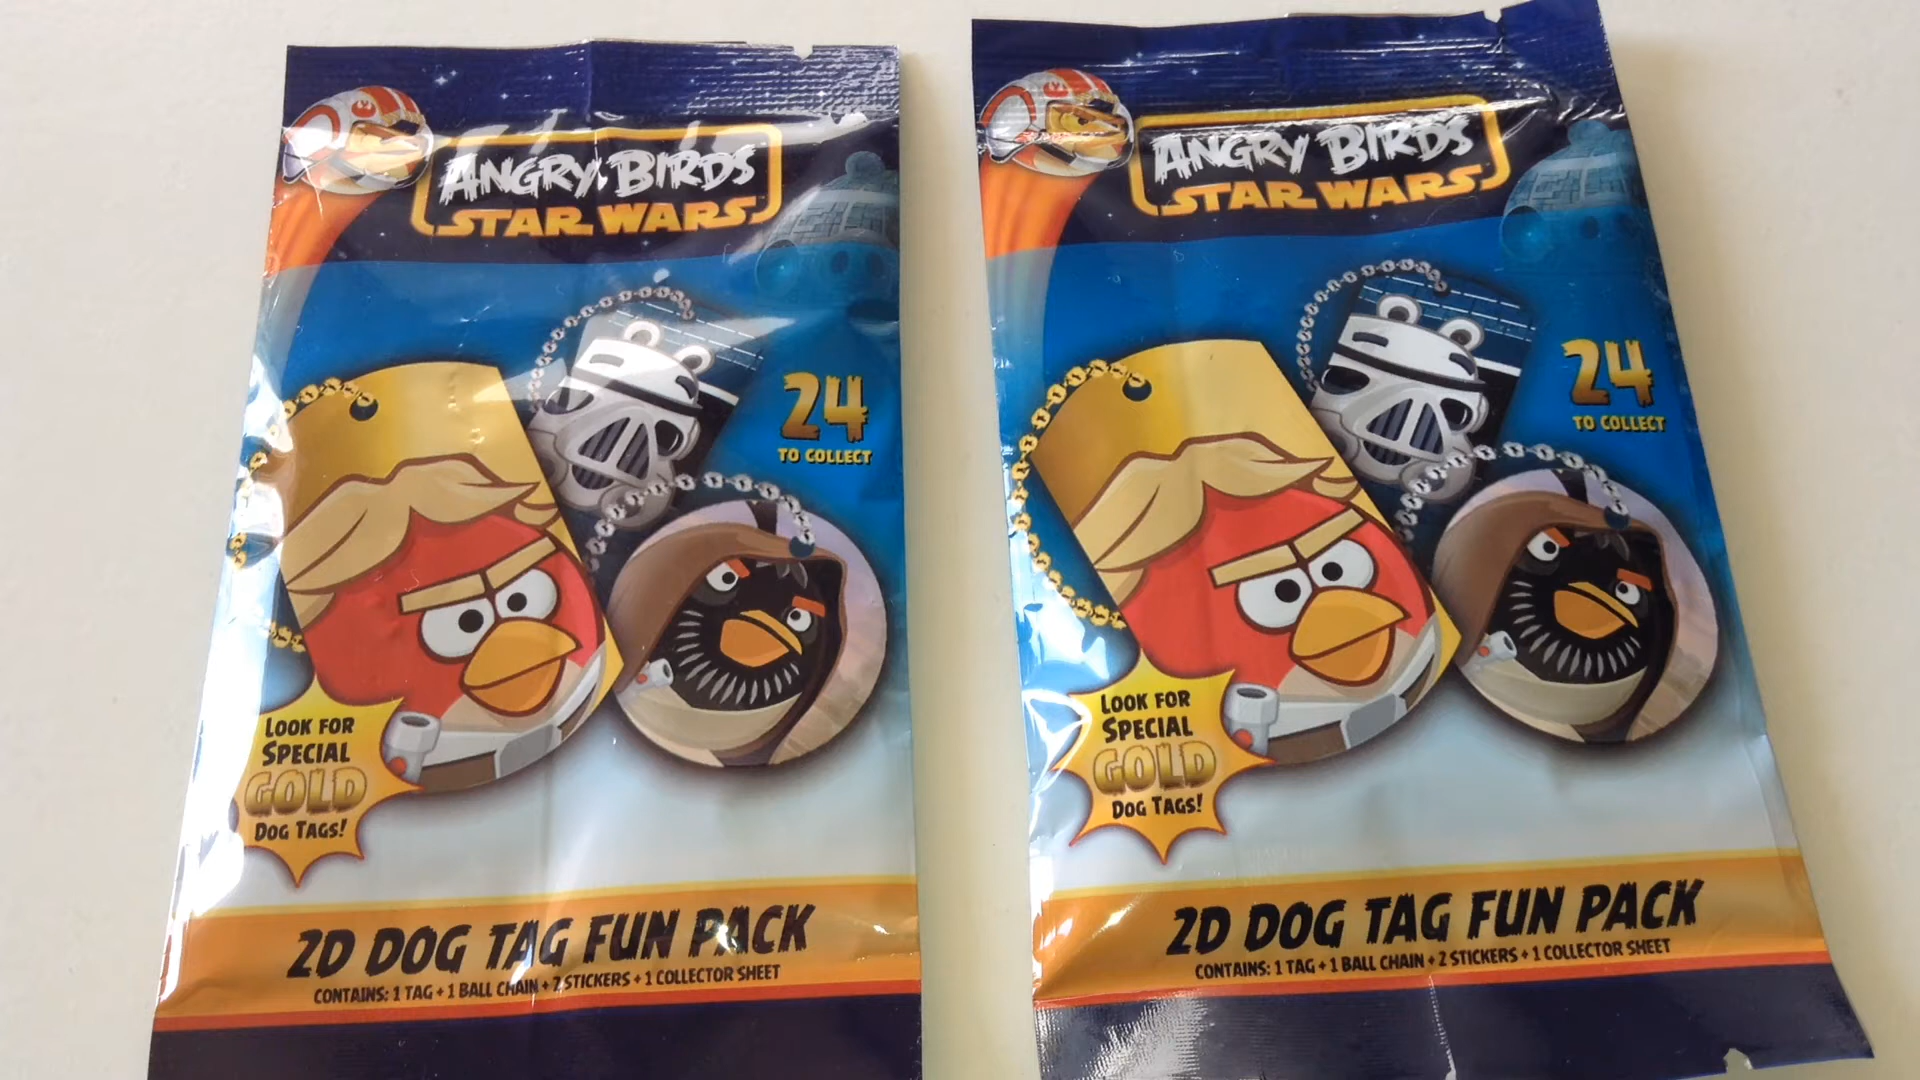 ANGRY BIRDS
STAR WARS
24
TO COLLECT
LOOK FOR
SPECIAL
GOLD
DOG TAGS!
2D DOG TAG FUN PACK
CONTAINS: 1 TAG + 1 BALL CHAIN + 2 STICKERS + 1 COLLECTOR SHEET
ANGRY BIRDS
STAR WARS
24
TO COLLECT
LOOK FOR
SPECIAL
GOLD
DOG TAGS!
2D DOG TAG FUN PACK
CONTAINS: 1 TAG + 1 BALL CHAIN + 2 STICKERS + 1 COLLECTOR SHEET